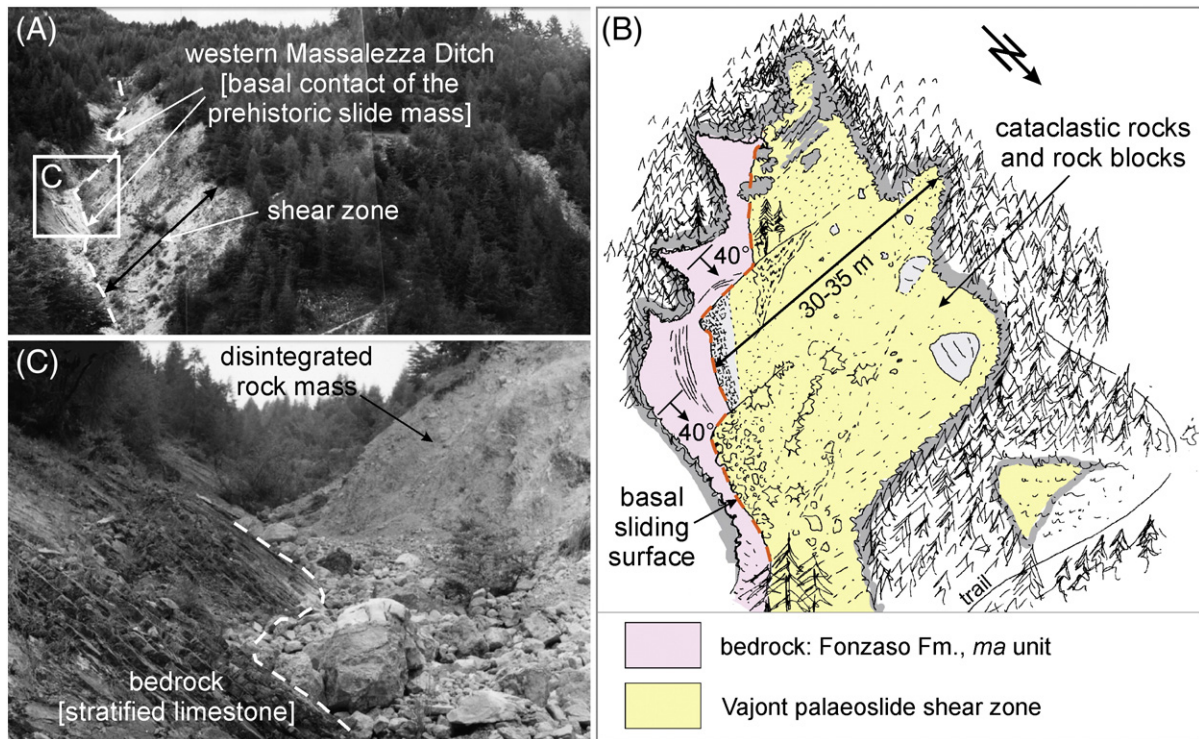 (A)
western Massalezza Ditch
[basal contact of the
prehistoric slide mass]
C
shear zone
(B)
N
cataclastic rocks
and rock blocks
40°
30-35 m
40°
basal
sliding
surface
trail
(C)
disintegrated
rock mass
bedrock
[stratified limestone]
bedrock: Fonzaso Fm., ma unit
Vajont palaeoslide shear zone